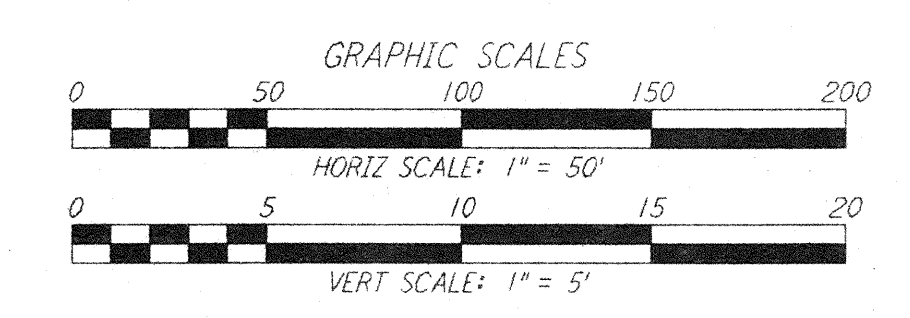 GRAPHIC SCALES
0 50 100 150 200
HORIZ SCALE: 1" = 50'
0 5 10 15 20
VERT SCALE: 1" = 5'